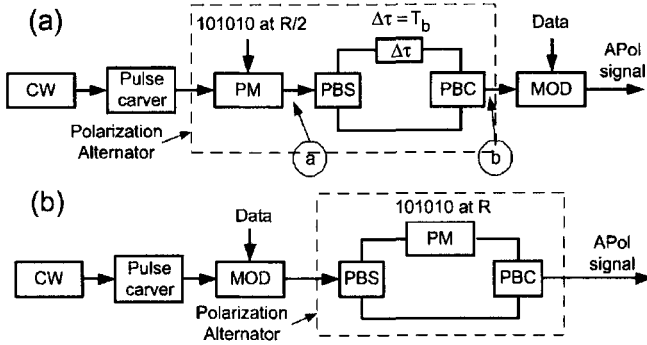 (a)
101010 at R/2
Δτ = T_b
Δτ
Data
APol
signal
CW
Pulse
carver
PM
PBS
PBC
MOD
Polarization
Alternator
a
b
(b)
Data
101010 at R
PM
APol
signal
CW
Pulse
carver
MOD
PBS
PBC
Polarization
Alternator